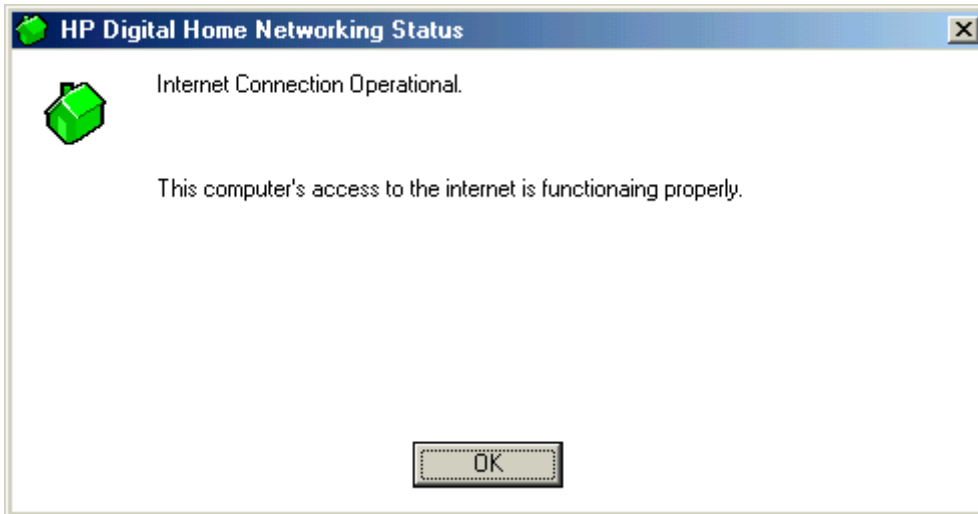 HP Digital Home Networking Status
Internet Connection Operational.
This computer's access to the internet is functionaing properly.
OK